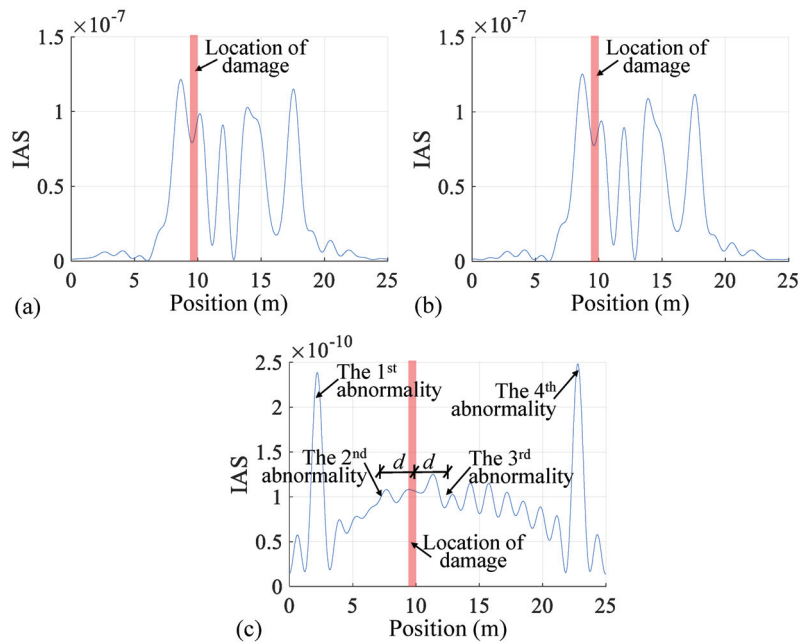 ×10⁻⁷
1.5
1
0.5
0
IAS
Location of
damage
0 5 10 15 20 25
Position (m)
(a)
×10⁻⁷
1.5
1
0.5
0
IAS
Location of
damage
0 5 10 15 20 25
Position (m)
(b)
×10⁻¹⁰
2.5
2.0
1.5
1.0
0.5
0
IAS
The 1st
abnormality
The 4th
abnormality
The 2nd
abnormality
d d
The 3rd
abnormality
Location of
damage
0 5 10 15 20 25
Position (m)
(c)